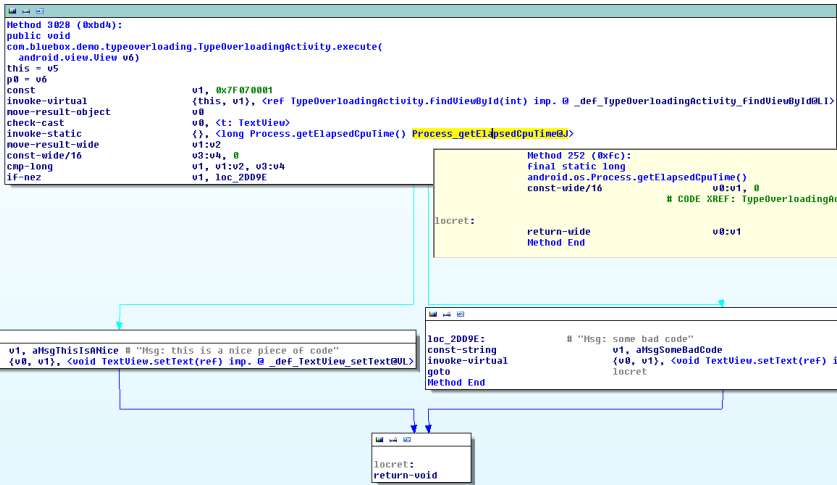 Method 3028 (0xbd4):
public void
com.bluebox.demo.typeoverloading.TypeOverloadingActivity.execute(
android.view.View v6)
this = v5
p0 = v6
const v1, 0x7F070001
invoke-virtual {this, v1}, <ref TypeOverloadingActivity.findViewById(int) imp. @ _def_TypeOverloadingActivity_findViewById@LI>
move-result-object v0
check-cast v0, <t: TextView>
invoke-static {}, <long Process.getElapsedCpuTime() Process_getElapsedCpuTime@J>
move-result-wide v1:v2
const-wide/16 v3:v4, 0
cmp-long v1, v1:v2, v3:v4
if-nez v1, loc_2DD9E
Method 252 (0xfc):
final static long
android.os.Process.getElapsedCpuTime()
const-wide/16 v0:v1, 0
# CODE XREF: TypeOverloadingAc
locret:
return-wide v0:v1
Method End
v1, aMsgThisIsANice # "Msg: this is a nice piece of code"
{v0, v1}, <void TextView.setText(ref) imp. @ _def_TextView_setText@VL>
loc_2DD9E: # "Msg: some bad code"
const-string v1, aMsgSomeBadCode
invoke-virtual {v0, v1}, <void TextView.setText(ref) i
goto locret
Method End
locret:
return-void